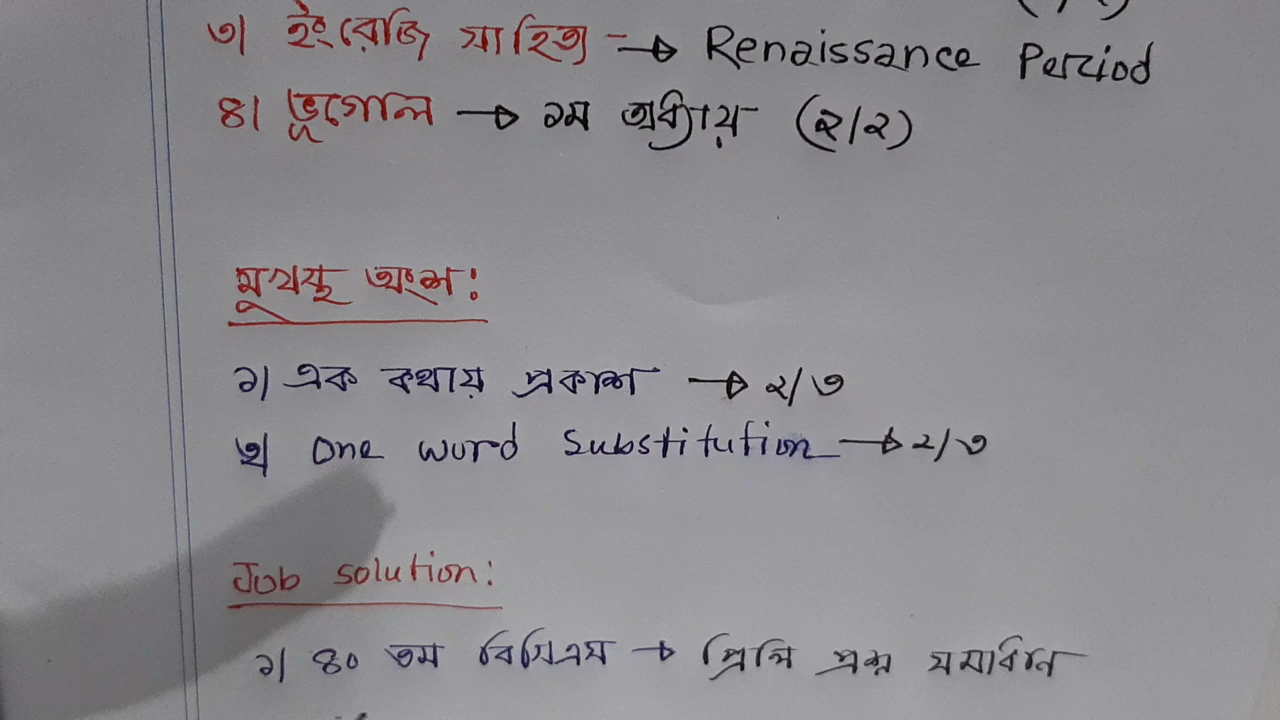 ৩) ইংরেজি সাহিত্য → Renaissance Period
৪। ভূগোল → ১ম অধ্যায় (২/২)
মুখস্থ অংশ:
১) এক কথায় প্রকাশ → ২/৩
২) One Word Substitution → ২/৩
Job solution:
১) ৪০ তম বিসিএস → প্রিলি প্রশ্ন সমাধান